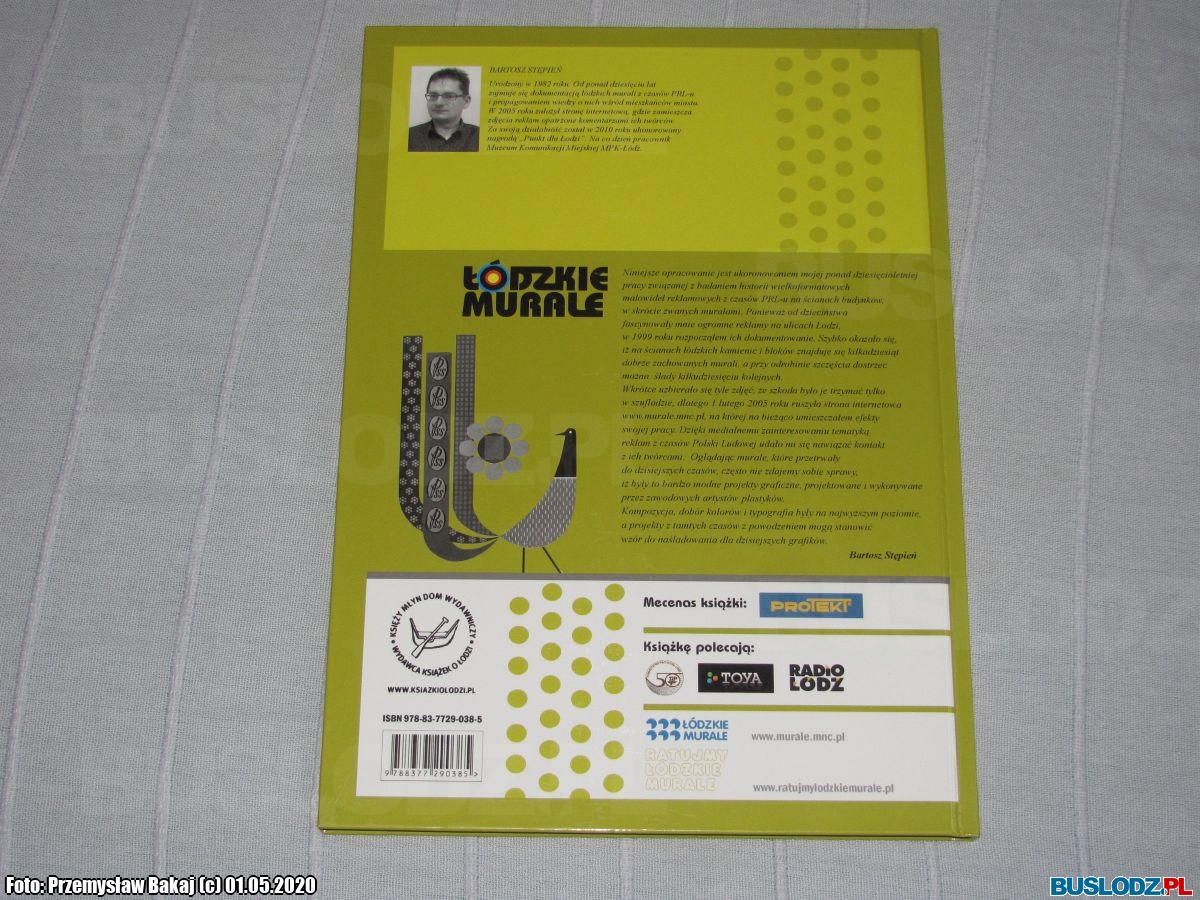 BARTOSZ STĘPIEŃ
Urodzony w 1982 roku. Od ponad dziesięciu lat
zajmuje się dokumentacją łódzkich murali z czasów PRL-u
i propagowaniem wiedzy o nich wśród mieszkańców miasta.
W 2005 roku założył stronę internetową, gdzie zamieszcza
zdjęcia reklam opatrzone komentarzami ich twórców.
Za swoją działalność został w 2010 roku uhonorowany
nagrodą „Punkt dla Łodzi”. Na co dzień pracownik
Muzeum Komunikacji Miejskiej MPK-Łódź.
ŁÓDZKIE
MURALE
Niniejsze opracowanie jest ukoronowaniem mojej ponad dziesięcioletniej
pracy związanej z badaniem historii wielkoformatowych
malowideł reklamowych z czasów PRL-u na ścianach budynków,
w skrócie zwanych muralami. Ponieważ od dzieciństwa
fascynowały mnie ogromne reklamy na ulicach Łodzi,
w 1999 roku rozpocząłem ich dokumentowanie. Szybko okazało się,
iż na ścianach łódzkich kamienic i bloków znajduje się kilkadziesiąt
dobrze zachowanych murali, a przy odrobinie szczęścia dostrzec
można ślady kilkudziesięciu kolejnych.
Wkrótce uzbierało się tyle zdjęć, że szkoda było je trzymać tylko
w szufladzie, dlatego 1 lutego 2005 roku ruszyła strona internetowa
www.murale.mnc.pl, na której na bieżąco umieszczałem efekty
swojej pracy. Dzięki medialnemu zainteresowaniu tematyką
reklam z czasów Polski Ludowej udało mi się nawiązać kontakt
z ich twórcami. Oglądając murale, które przetrwały
do dzisiejszych czasów, często nie zdajemy sobie sprawy,
iż były to bardzo modne projekty graficzne, projektowane i wykonywane
przez zawodowych artystów plastyków.
Kompozycja, dobór kolorów i typografia były na najwyższym poziomie,
a projekty z tamtych czasów z powodzeniem mogą stanowić
wzór do naśladowania dla dzisiejszych grafików.
Bartosz Stępień
PSS
PSS
PSS
PSS
PSS
PSS
KSIĘŻY MŁYN DOM WYDAWNICZY
WYDAWCA KSIĄŻEK O ŁODZI
WWW.KSIAZKIOLODZI.PL
ISBN 978-83-7729-038-5
9 788377 290385 >
Mecenas książki: PROTEKT
Książkę polecają:
50 TOYA RADIO ŁÓDŹ
ŁÓDZKIE
MURALE www.murale.mnc.pl
RATUJMY
ŁÓDZKIE
MURALE www.ratujmylodzkiemurale.pl
Foto: Przemysław Bakaj (c) 01.05.2020
BUSLODZ.PL